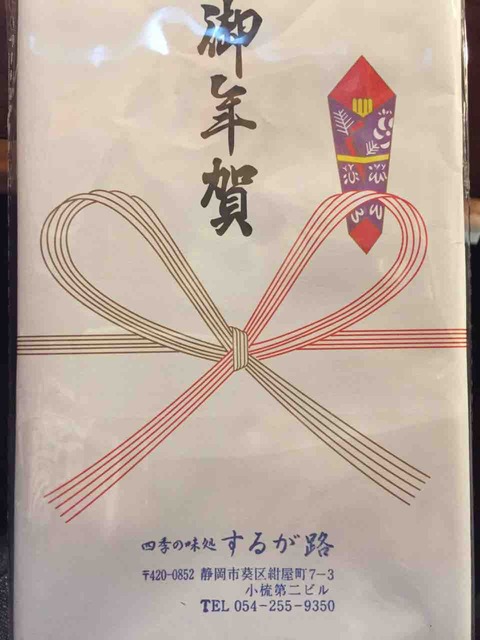 御年賀
四季の味処 するが路
〒420-0852 静岡市葵区紺屋町7-3
小梳第二ビル
TEL 054-255-9350